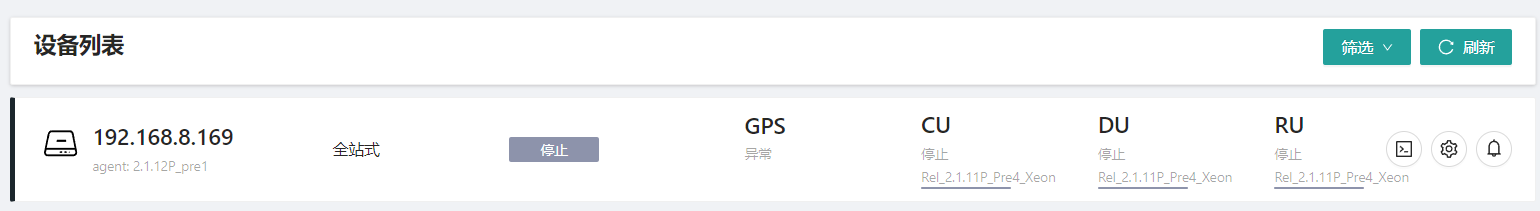 设备列表
筛选
刷新
192.168.8.169
agent: 2.1.12P_pre1
全站式
停止
GPS
异常
CU
停止
Rel_2.1.11P_Pre4_Xeon
DU
停止
Rel_2.1.11P_Pre4_Xeon
RU
停止
Rel_2.1.11P_Pre4_Xeon